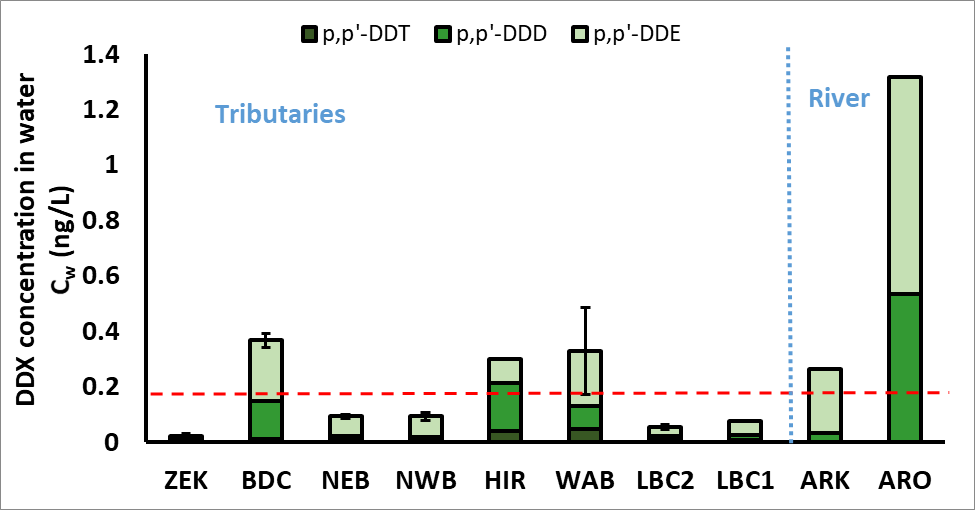 p,p'-DDT p,p'-DDD p,p'-DDE
DDX concentration in water
Cw (ng/L)
1.4
1.2
1
0.8
0.6
0.4
0.2
0
Tributaries
River
ZEK BDC NEB NWB HIR WAB LBC2 LBC1 ARK ARO